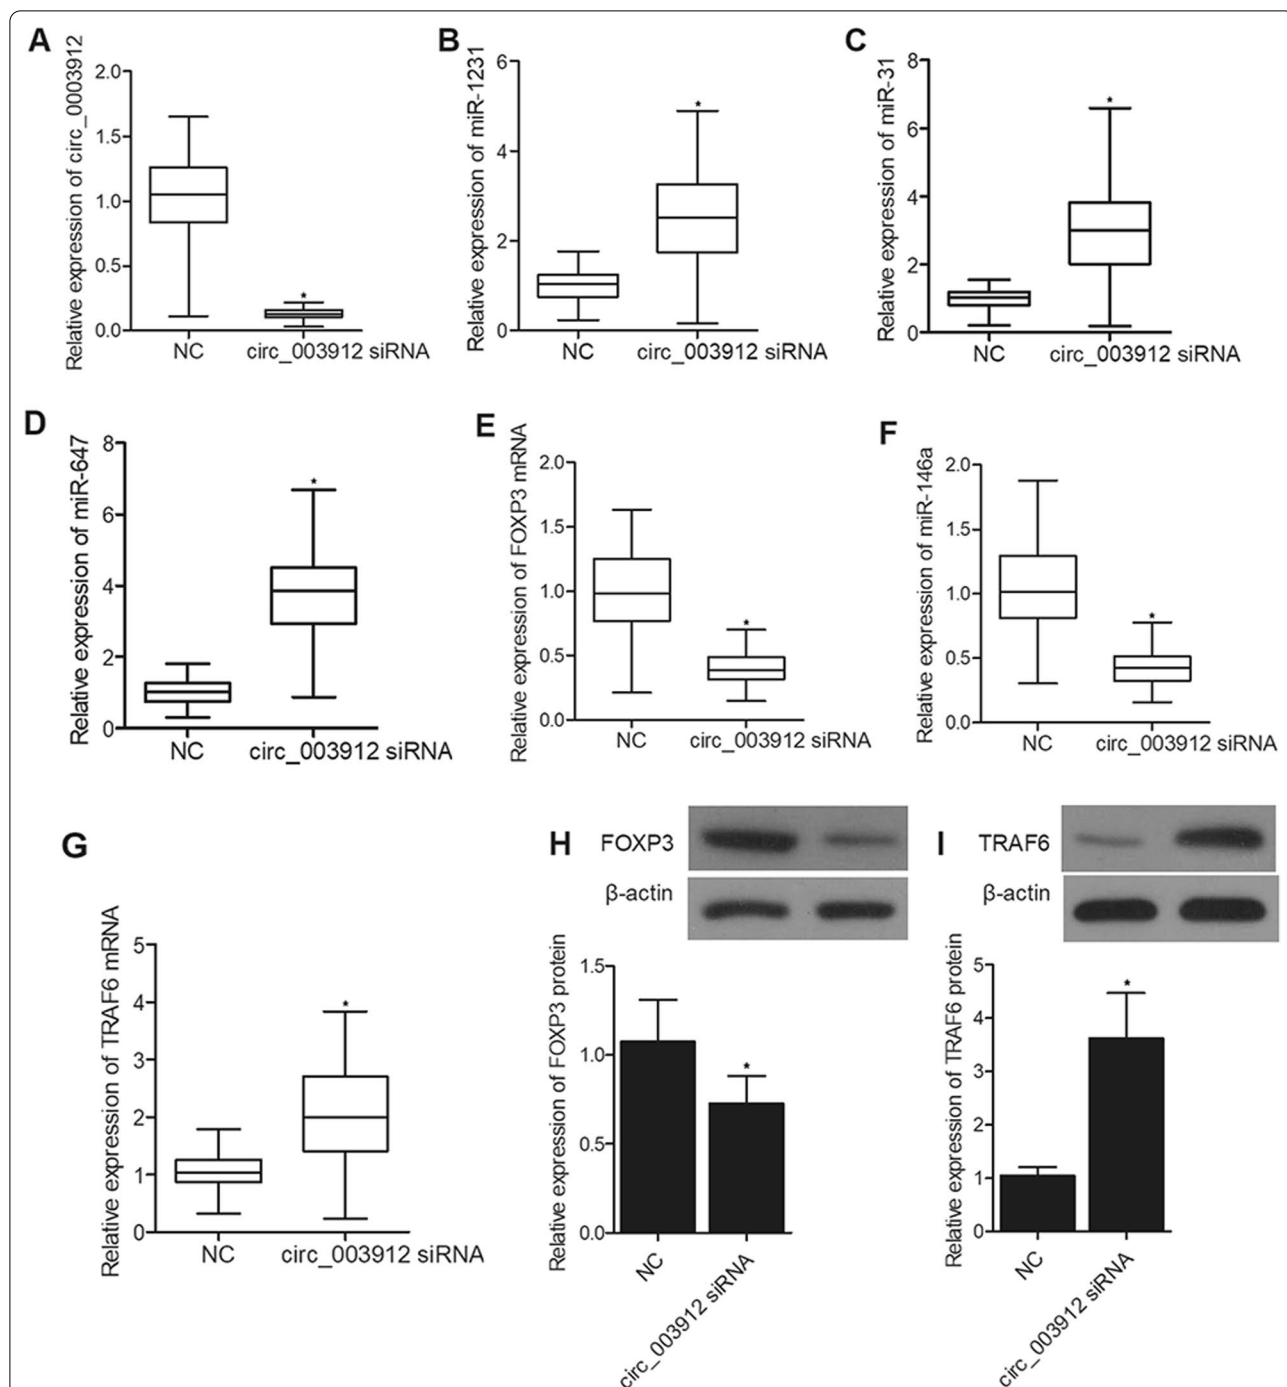 A
Relative expression of circ_0003912
2.0
1.5
1.0
0.5
0.0
*
NC
circ_003912 siRNA
B
Relative expression of miR-1231
6
4
2
0
*
NC
circ_003912 siRNA
C
Relative expression of miR-31
8
6
4
2
0
*
NC
circ_003912 siRNA
D
Relative expression of miR-647
8
6
4
2
0
*
NC
circ_003912 siRNA
E
Relative expression of FOXP3 mRNA
2.0
1.5
1.0
0.5
0.0
*
NC
circ_003912 siRNA
F
Relative expression of miR-146a
2.0
1.5
1.0
0.5
0.0
*
NC
circ_003912 siRNA
G
Relative expression of TRAF6 mRNA
5
4
3
2
1
0
*
NC
circ_003912 siRNA
H
FOXP3
β-actin
Relative expression of FOXP3 protein
1.5
1.0
0.5
0.0
*
NC
circ_003912 siRNA
I
TRAF6
β-actin
Relative expression of TRAF6 protein
5
4
3
2
1
0
*
NC
circ_003912 siRNA